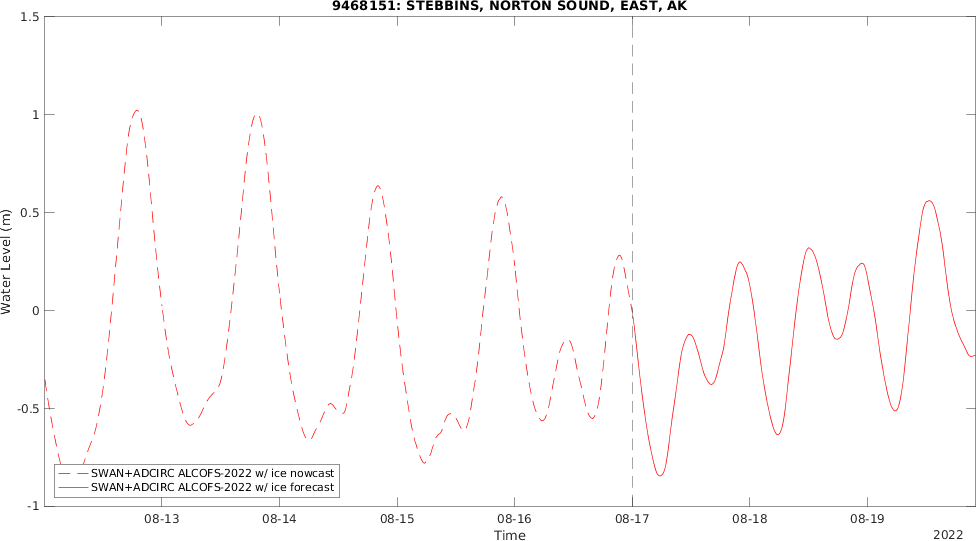 9468151: STEBBINS, NORTON SOUND, EAST, AK
1.5
1
0.5
0
-0.5
-1
Water Level (m)
SWAN+ADCIRC ALCOFS-2022 w/ ice nowcast
SWAN+ADCIRC ALCOFS-2022 w/ ice forecast
08-13 08-14 08-15 08-16 08-17 08-18 08-19
Time
2022